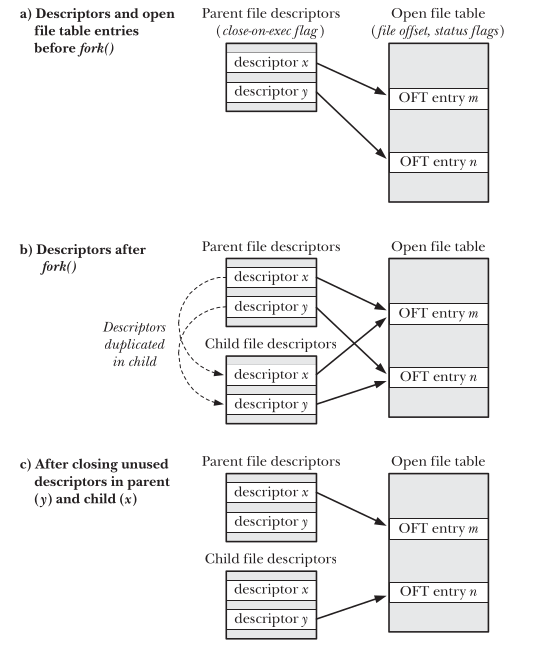 a) Descriptors and open
file table entries
before fork()
Parent file descriptors
(close-on-exec flag)
descriptor x
descriptor y
Open file table
(file offset, status flags)
OFT entry m
OFT entry n
b) Descriptors after
fork()
Descriptors
duplicated
in child
Parent file descriptors
descriptor x
descriptor y
Child file descriptors
descriptor x
descriptor y
Open file table
OFT entry m
OFT entry n
c) After closing unused
descriptors in parent
(y) and child (x)
Parent file descriptors
descriptor x
descriptor y
Child file descriptors
descriptor x
descriptor y
Open file table
OFT entry m
OFT entry n